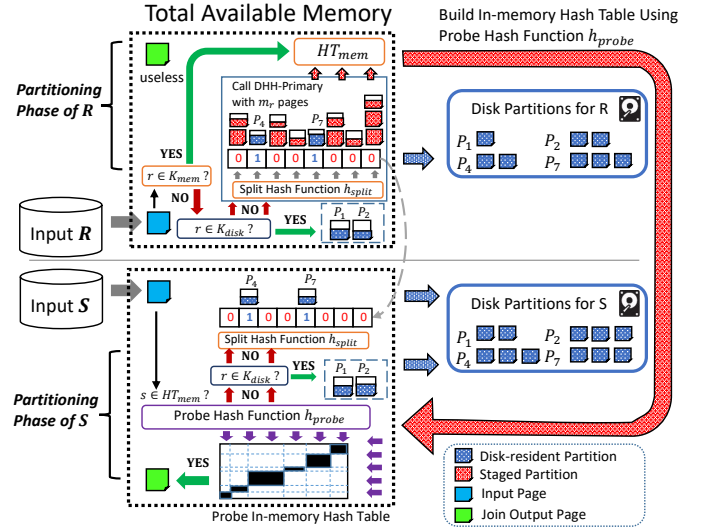 Total Available Memory
Build In-memory Hash Table Using
Probe Hash Function h_probe
useless
HT_mem
Partitioning
Phase of R
Call DHH-Primary
with m_r pages
P_4
P_7
0 1 0 0 1 0 0 0
YES
r ∈ K_mem ?
NO
NO
Split Hash Function h_split
Input R
r ∈ K_disk ?
YES
P_1 P_2
Disk Partitions for R
P_1 P_2
P_4 P_7
Input S
P_4 P_7
0 1 0 0 1 0 0 0
Split Hash Function h_split
NO
YES
r ∈ K_disk ?
P_1 P_2
Disk Partitions for S
P_1 P_2
P_4 P_7
Partitioning
Phase of S
s ∈ HT_mem ?
NO
Probe Hash Function h_probe
YES
Probe In-memory Hash Table
Disk-resident Partition
Staged Partition
Input Page
Join Output Page